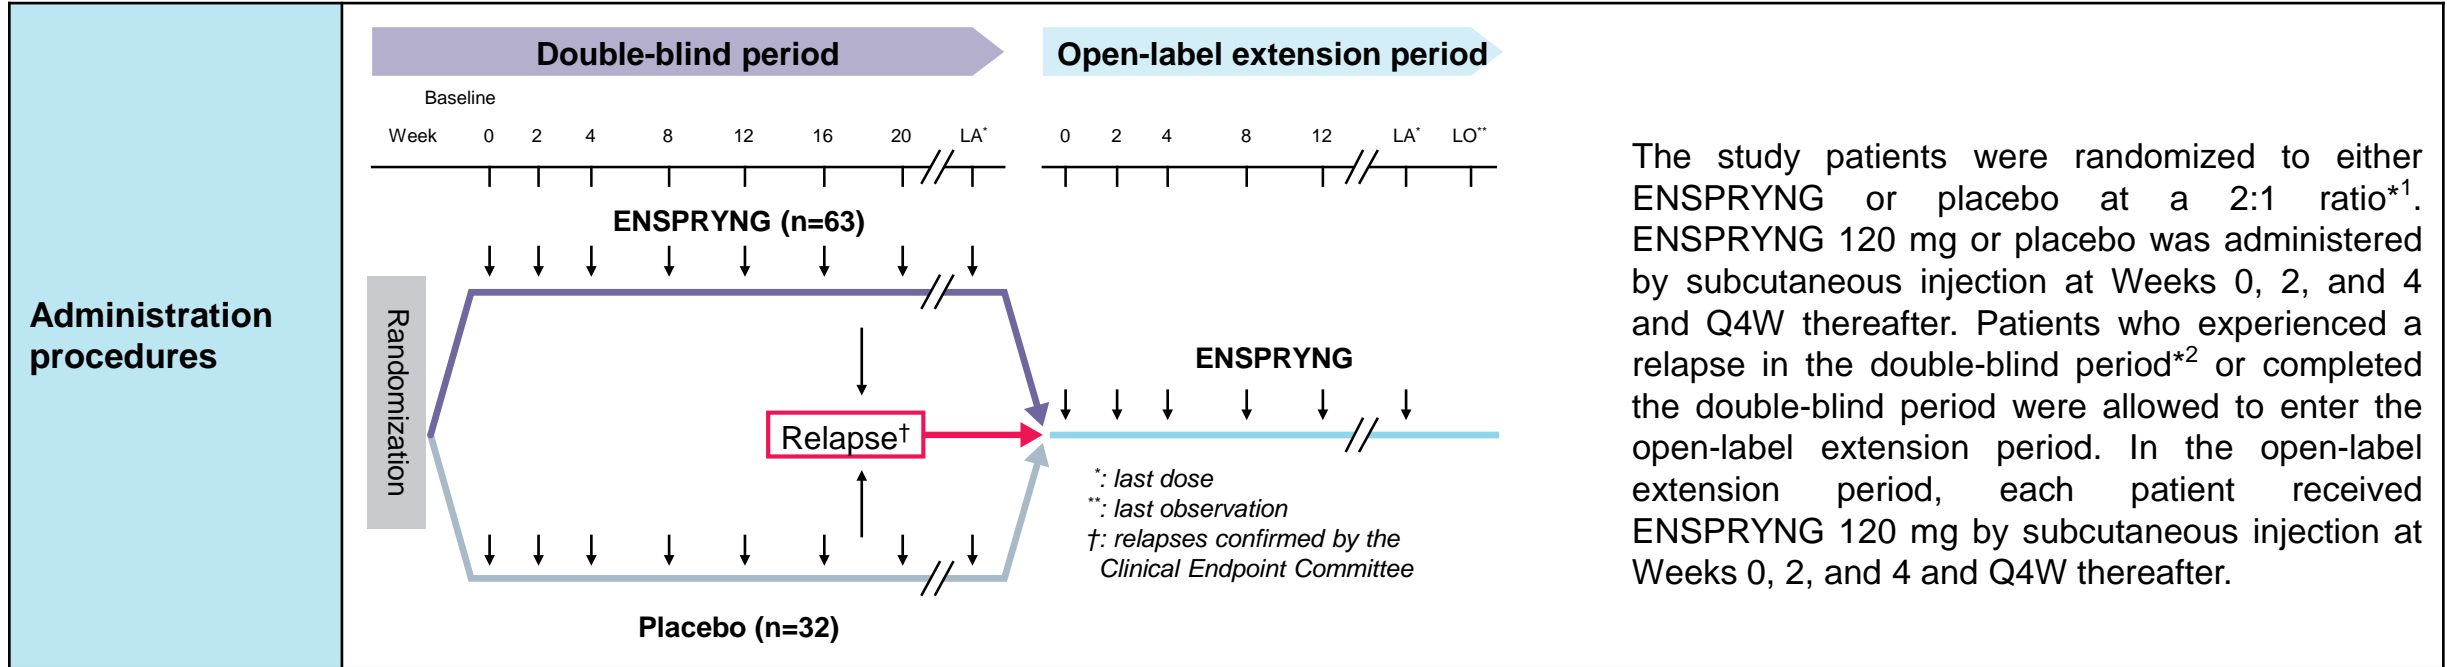 Administration
procedures
Double-blind period
Open-label extension period
Baseline
Week 0 2 4 8 12 16 20 LA*
0 2 4 8 12 LA* LO**
ENSPRYNG (n=63)
Randomization
ENSPRYNG
Relapse†
*: last dose
**: last observation
†: relapses confirmed by the
Clinical Endpoint Committee
Placebo (n=32)
The study patients were randomized to either
ENSPRYNG or placebo at a 2:1 ratio*1.
ENSPRYNG 120 mg or placebo was administered
by subcutaneous injection at Weeks 0, 2, and 4
and Q4W thereafter. Patients who experienced a
relapse in the double-blind period*2 or completed
the double-blind period were allowed to enter the
open-label extension period. In the open-label
extension period, each patient received
ENSPRYNG 120 mg by subcutaneous injection at
Weeks 0, 2, and 4 and Q4W thereafter.